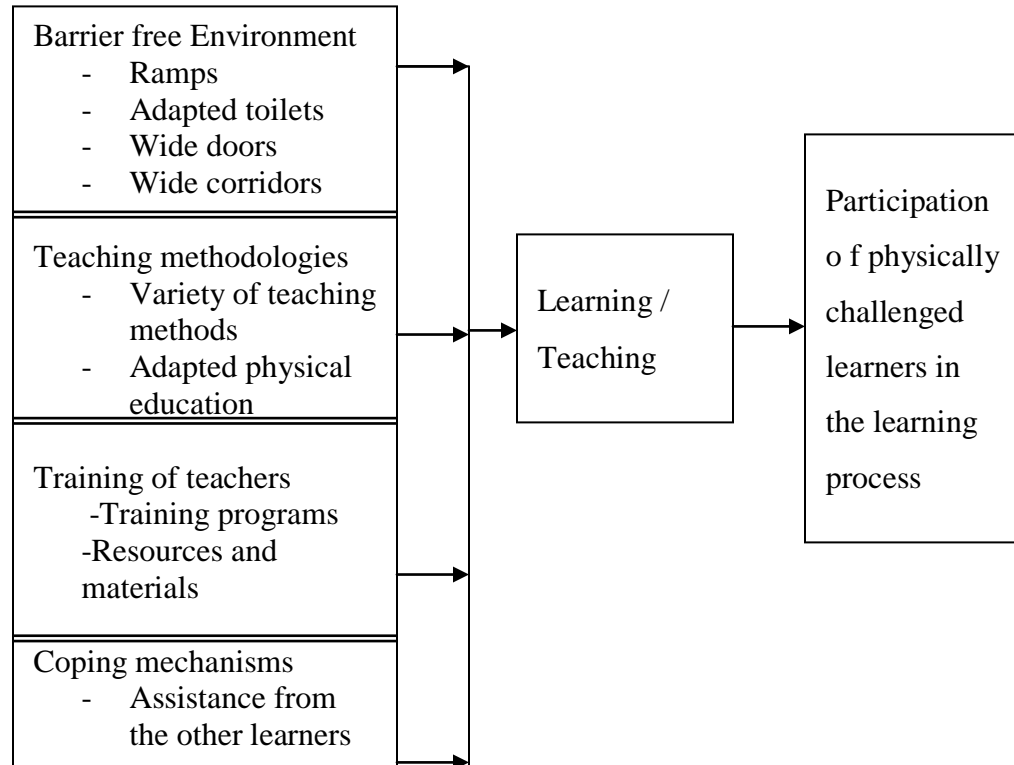 Barrier free Environment
- Ramps
- Adapted toilets
- Wide doors
- Wide corridors
Teaching methodologies
- Variety of teaching
methods
- Adapted physical
education
Training of teachers
-Training programs
-Resources and
materials
Coping mechanisms
- Assistance from
the other learners
Learning /
Teaching
Participation
o f physically
challenged
learners in
the learning
process